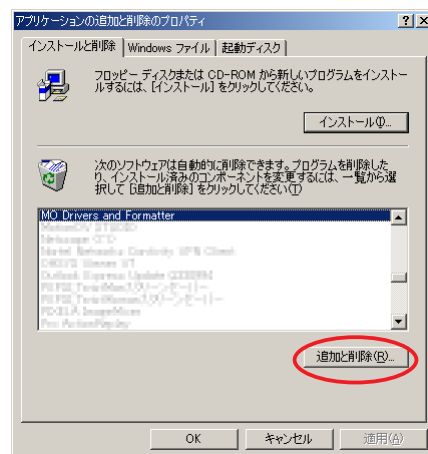 アプリケーションの追加と削除のプロパティ
? ×
インストールと削除
Windows ファイル
起動ディスク
フロッピー ディスクまたは CD-ROM から新しいプログラムをインストー
ルするには、[インストール] をクリックしてください。
インストール(I)...
次のソフトウェアは自動的に削除できます。プログラムを削除した
り、インストール済みのコンポーネントを変更するには、一覧から選
択して [追加と削除] をクリックしてください(T)
MO Drivers and Formatter
Outlook Express Update
追加と削除(R)...
OK
キャンセル
適用(A)